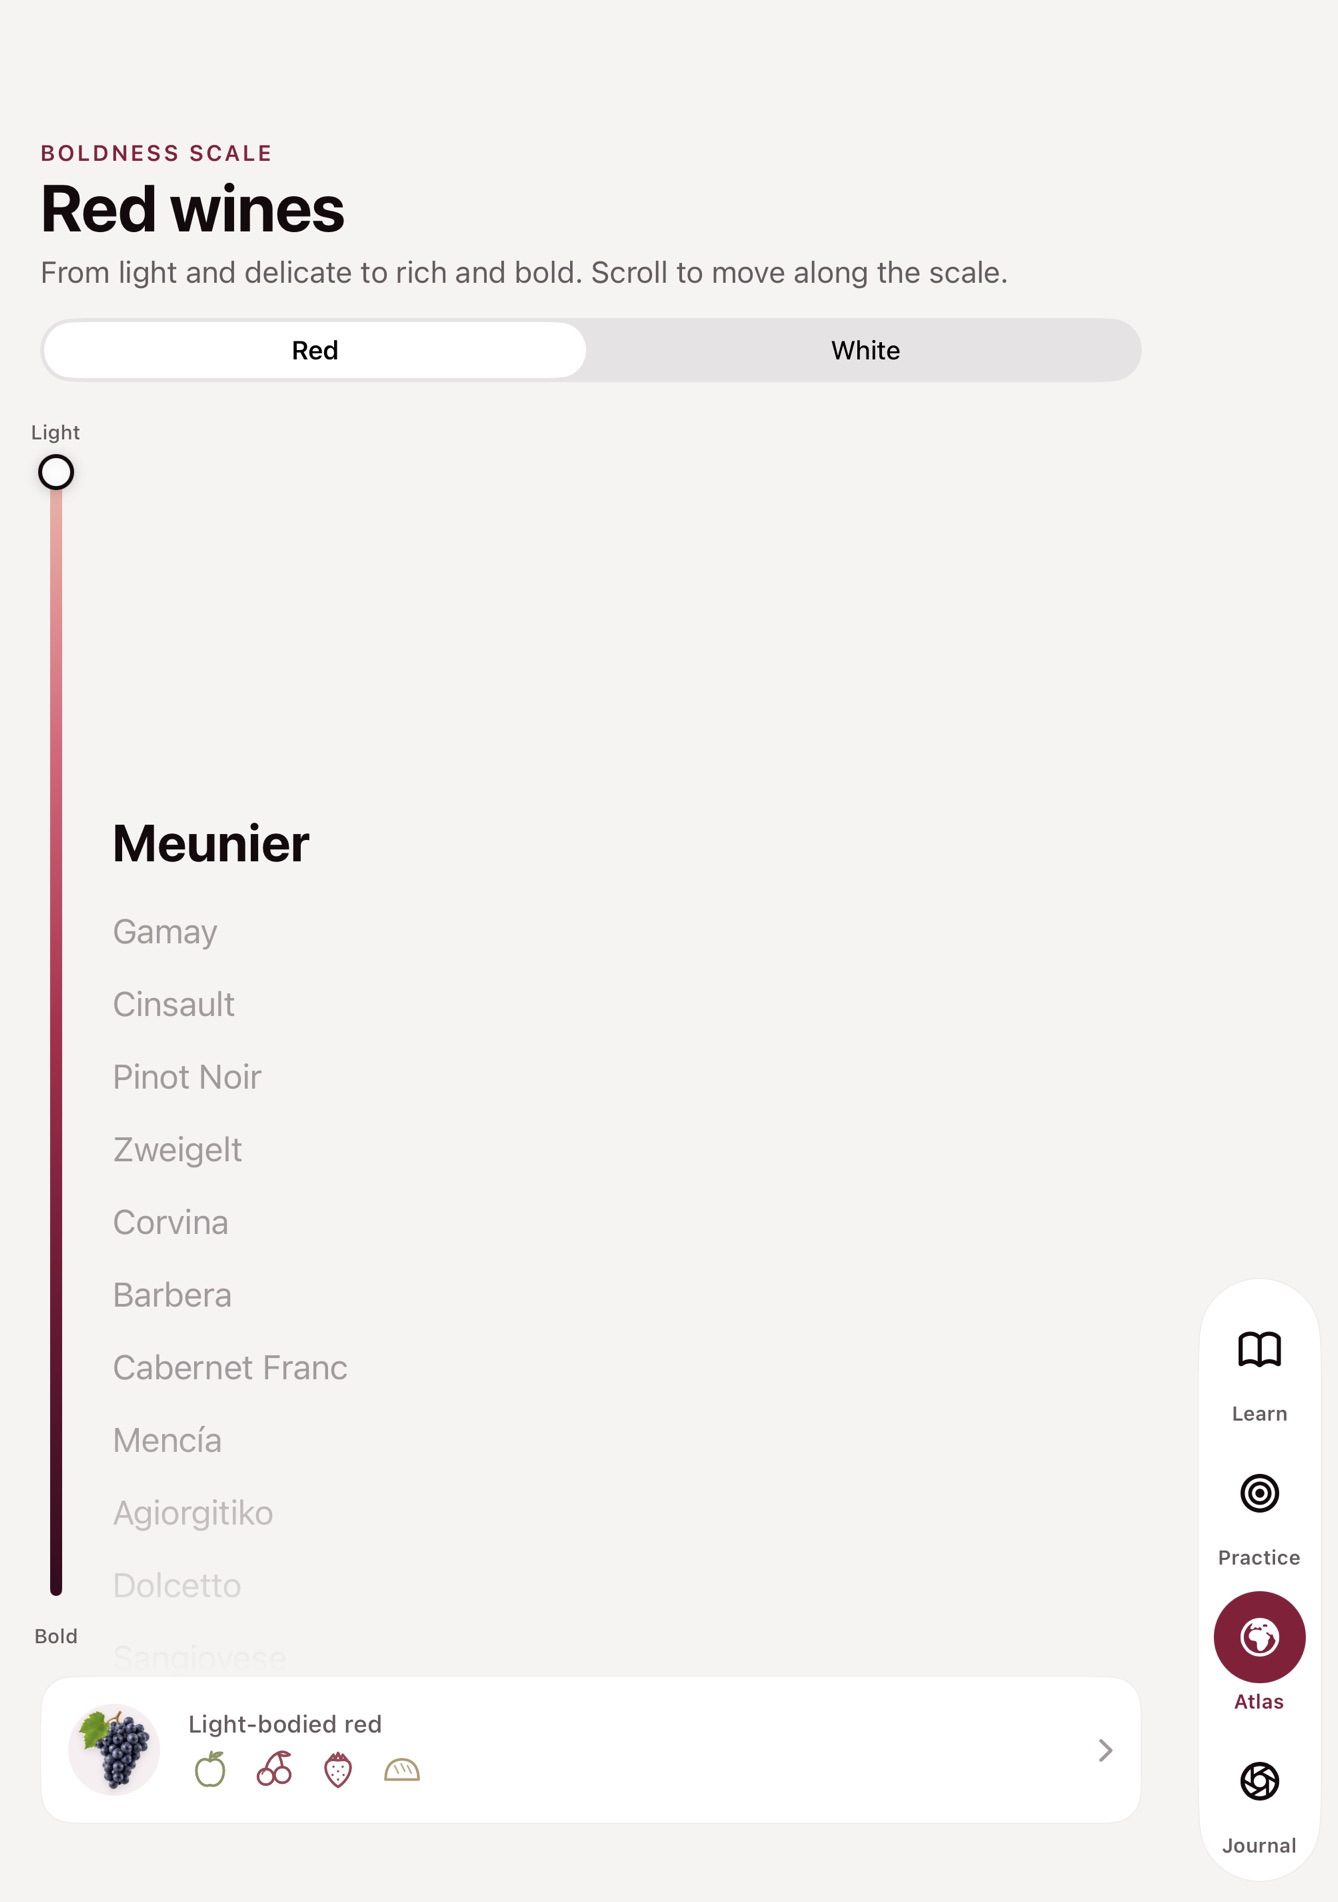 BOLDNESS SCALE
Red wines
From light and delicate to rich and bold. Scroll to move along the scale.
Red
White
Light
Meunier
Gamay
Cinsault
Pinot Noir
Zweigelt
Corvina
Barbera
Cabernet Franc
Mencía
Agiorgitiko
Dolcetto
Bold
Sangiovese
Light-bodied red
Learn
Practice
Atlas
Journal